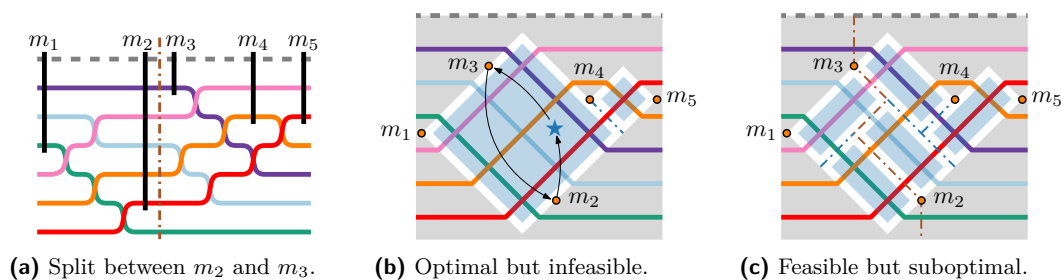 m₁ m₂ m₃ m₄ m₅
m₃ m₄ m₅ m₁ m₂
m₃ m₄ m₅ m₁ m₂
(a) Split between m₂ and m₃.
(b) Optimal but infeasible.
(c) Feasible but suboptimal.